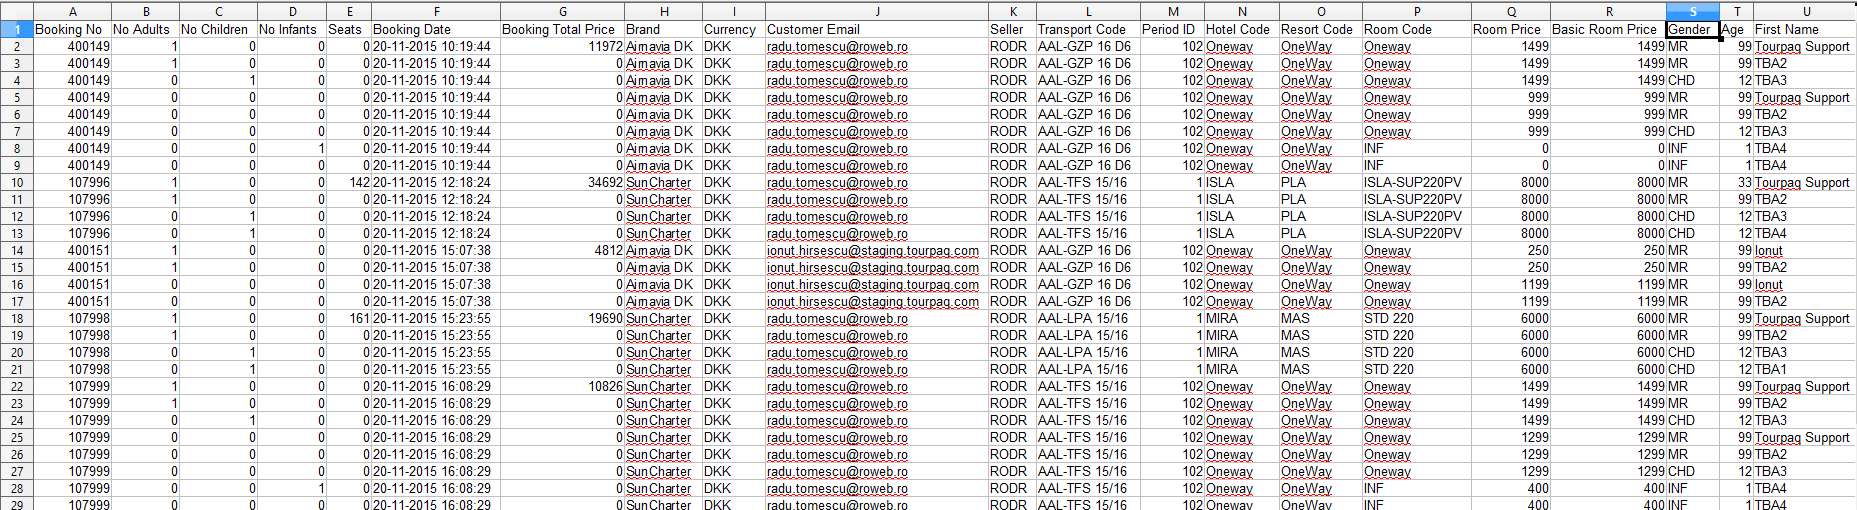 A B C D E F G H I J K L M N O P Q R S T U
1 Booking No No Adults No Children No Infants Seats Booking Date Booking Total Price Brand Currency Customer Email Seller Transport Code Period ID Hotel Code Resort Code Room Code Room Price Basic Room Price Gender Age First Name
2 400149 1 0 0 0 20-11-2015 10:19:44 11972 Airnavia DK DKK radu.tomescu@roweb.ro RODR AAL-GZP 16 D6 102 Oneway OneWay Oneway 1499 1499 MR 99 Tourpaq Support
3 400149 1 0 0 0 20-11-2015 10:19:44 0 Airnavia DK DKK radu.tomescu@roweb.ro RODR AAL-GZP 16 D6 102 Oneway OneWay Oneway 1499 1499 MR 99 TBA2
4 400149 0 1 0 0 20-11-2015 10:19:44 0 Airnavia DK DKK radu.tomescu@roweb.ro RODR AAL-GZP 16 D6 102 Oneway OneWay Oneway 1499 1499 CHD 12 TBA3
5 400149 0 0 0 0 20-11-2015 10:19:44 0 Airnavia DK DKK radu.tomescu@roweb.ro RODR AAL-GZP 16 D6 102 Oneway OneWay Oneway 999 999 MR 99 Tourpaq Support
6 400149 0 0 0 0 20-11-2015 10:19:44 0 Airnavia DK DKK radu.tomescu@roweb.ro RODR AAL-GZP 16 D6 102 Oneway OneWay Oneway 999 999 MR 99 TBA2
7 400149 0 0 0 0 20-11-2015 10:19:44 0 Airnavia DK DKK radu.tomescu@roweb.ro RODR AAL-GZP 16 D6 102 Oneway OneWay Oneway 999 999 CHD 12 TBA3
8 400149 0 0 1 0 20-11-2015 10:19:44 0 Airnavia DK DKK radu.tomescu@roweb.ro RODR AAL-GZP 16 D6 102 Oneway OneWay INF 0 0 INF 1 TBA4
9 400149 0 0 0 0 20-11-2015 10:19:44 0 Airnavia DK DKK radu.tomescu@roweb.ro RODR AAL-GZP 16 D6 102 Oneway OneWay INF 0 0 INF 1 TBA4
10 107996 1 0 0 142 20-11-2015 12:18:24 34692 SunCharter DKK radu.tomescu@roweb.ro RODR AAL-TFS 15/16 1 ISLA PLA ISLA-SUP220PV 8000 8000 MR 33 Tourpaq Support
11 107996 1 0 0 0 20-11-2015 12:18:24 0 SunCharter DKK radu.tomescu@roweb.ro RODR AAL-TFS 15/16 1 ISLA PLA ISLA-SUP220PV 8000 8000 MR 99 TBA2
12 107996 0 1 0 0 20-11-2015 12:18:24 0 SunCharter DKK radu.tomescu@roweb.ro RODR AAL-TFS 15/16 1 ISLA PLA ISLA-SUP220PV 8000 8000 CHD 12 TBA3
13 107996 0 1 0 0 20-11-2015 12:18:24 0 SunCharter DKK radu.tomescu@roweb.ro RODR AAL-TFS 15/16 1 ISLA PLA ISLA-SUP220PV 8000 8000 CHD 12 TBA4
14 400151 1 0 0 0 20-11-2015 15:07:38 4812 Airnavia DK DKK ionut.hirsescu@staging.tourpaq.com RODR AAL-GZP 16 D6 102 Oneway OneWay Oneway 250 250 MR 99 Ionut
15 400151 1 0 0 0 20-11-2015 15:07:38 0 Airnavia DK DKK ionut.hirsescu@staging.tourpaq.com RODR AAL-GZP 16 D6 102 Oneway OneWay Oneway 250 250 MR 99 TBA2
16 400151 0 0 0 0 20-11-2015 15:07:38 0 Airnavia DK DKK ionut.hirsescu@staging.tourpaq.com RODR AAL-GZP 16 D6 102 Oneway OneWay Oneway 1199 1199 MR 99 Ionut
17 400151 0 0 0 0 20-11-2015 15:07:38 0 Airnavia DK DKK ionut.hirsescu@staging.tourpaq.com RODR AAL-GZP 16 D6 102 Oneway OneWay Oneway 1199 1199 MR 99 TBA2
18 107998 1 0 0 161 20-11-2015 15:23:55 19690 SunCharter DKK radu.tomescu@roweb.ro RODR AAL-LPA 15/16 1 MIRA MAS STD 220 6000 6000 MR 99 Tourpaq Support
19 107998 1 0 0 0 20-11-2015 15:23:55 0 SunCharter DKK radu.tomescu@roweb.ro RODR AAL-LPA 15/16 1 MIRA MAS STD 220 6000 6000 MR 99 TBA2
20 107998 0 1 0 0 20-11-2015 15:23:55 0 SunCharter DKK radu.tomescu@roweb.ro RODR AAL-LPA 15/16 1 MIRA MAS STD 220 6000 6000 CHD 12 TBA3
21 107998 0 1 0 0 20-11-2015 15:23:55 0 SunCharter DKK radu.tomescu@roweb.ro RODR AAL-LPA 15/16 1 MIRA MAS STD 220 6000 6000 CHD 12 TBA1
22 107999 1 0 0 0 20-11-2015 16:08:29 10826 SunCharter DKK radu.tomescu@roweb.ro RODR AAL-TFS 15/16 102 Oneway OneWay Oneway 1499 1499 MR 99 Tourpaq Support
23 107999 1 0 0 0 20-11-2015 16:08:29 0 SunCharter DKK radu.tomescu@roweb.ro RODR AAL-TFS 15/16 102 Oneway OneWay Oneway 1499 1499 MR 99 TBA2
24 107999 0 1 0 0 20-11-2015 16:08:29 0 SunCharter DKK radu.tomescu@roweb.ro RODR AAL-TFS 15/16 102 Oneway OneWay Oneway 1499 1499 CHD 12 TBA3
25 107999 0 0 0 0 20-11-2015 16:08:29 0 SunCharter DKK radu.tomescu@roweb.ro RODR AAL-TFS 15/16 102 Oneway OneWay Oneway 1299 1299 MR 99 Tourpaq Support
26 107999 0 0 0 0 20-11-2015 16:08:29 0 SunCharter DKK radu.tomescu@roweb.ro RODR AAL-TFS 15/16 102 Oneway OneWay Oneway 1299 1299 MR 99 TBA2
27 107999 0 0 0 0 20-11-2015 16:08:29 0 SunCharter DKK radu.tomescu@roweb.ro RODR AAL-TFS 15/16 102 Oneway OneWay Oneway 1299 1299 CHD 12 TBA3
28 107999 0 0 1 0 20-11-2015 16:08:29 0 SunCharter DKK radu.tomescu@roweb.ro RODR AAL-TFS 15/16 102 Oneway OneWay INF 400 400 INF 1 TBA4
29 107999 0 0 0 0 20-11-2015 16:08:29 0 SunCharter DKK radu.tomescu@roweb.ro RODR AAL-TFS 15/16 102 Oneway OneWay INF 400 400 INF 1 TBA4